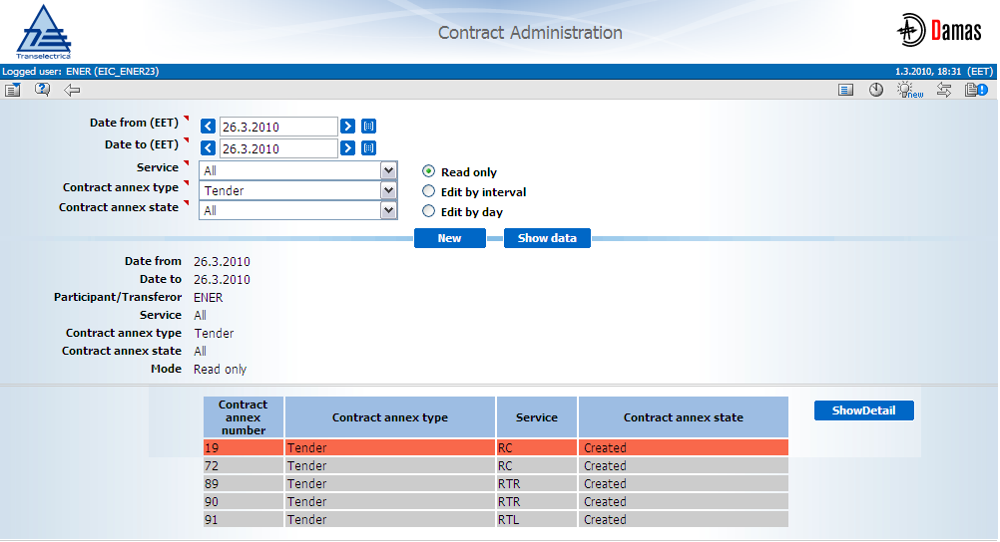 Transelectrica
Contract Administration
Damas
Logged user: ENER (EIC_ENER23)
1.3.2010, 18:31 (EET)
new
Date from (EET) 26.3.2010
Date to (EET) 26.3.2010
Service All Read only
Contract annex type Tender Edit by interval
Contract annex state All Edit by day
New Show data
Date from 26.3.2010
Date to 26.3.2010
Participant/Transferor ENER
Service All
Contract annex type Tender
Contract annex state All
Mode Read only
Contract annex number Contract annex type Service Contract annex state ShowDetail
19 Tender RC Created
72 Tender RC Created
89 Tender RTR Created
90 Tender RTR Created
91 Tender RTL Created